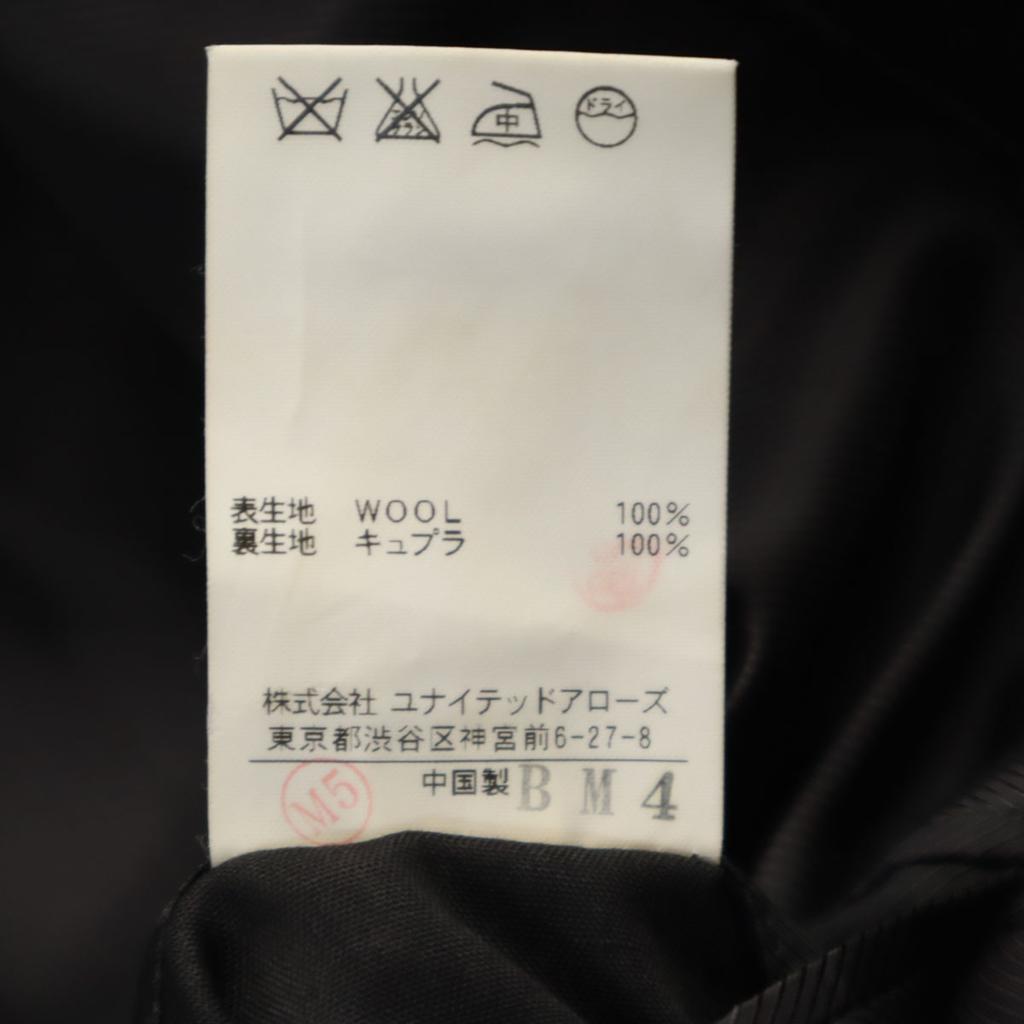 中 ドライ
表生地 WOOL 100%
裏生地 キュプラ 100%
株式会社 ユナイテッドアローズ
東京都渋谷区神宮前6-27-8
中国製 B M 4
M5